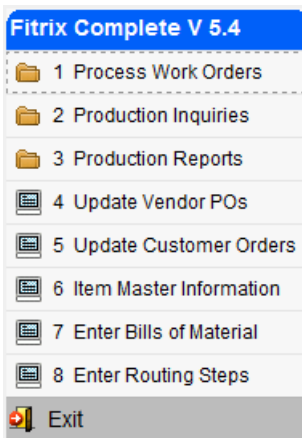 Fitrix Complete V 5.4
1 Process Work Orders
2 Production Inquiries
3 Production Reports
4 Update Vendor POs
5 Update Customer Orders
6 Item Master Information
7 Enter Bills of Material
8 Enter Routing Steps
Exit